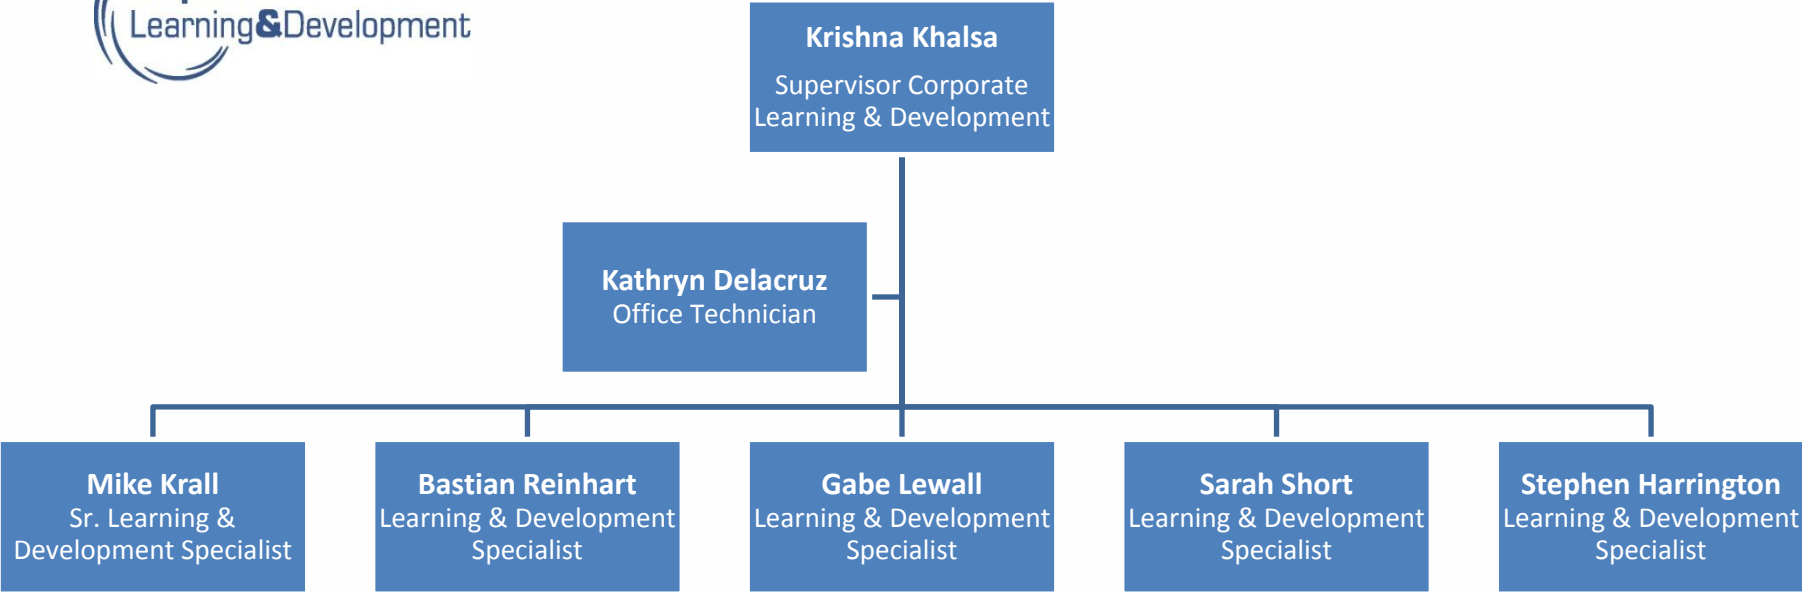 Learning&Development
Krishna Khalsa
Supervisor Corporate
Learning & Development
Kathryn Delacruz
Office Technician
Mike Krall
Sr. Learning &
Development Specialist
Bastian Reinhart
Learning & Development
Specialist
Gabe Lewall
Learning & Development
Specialist
Sarah Short
Learning & Development
Specialist
Stephen Harrington
Learning & Development
Specialist